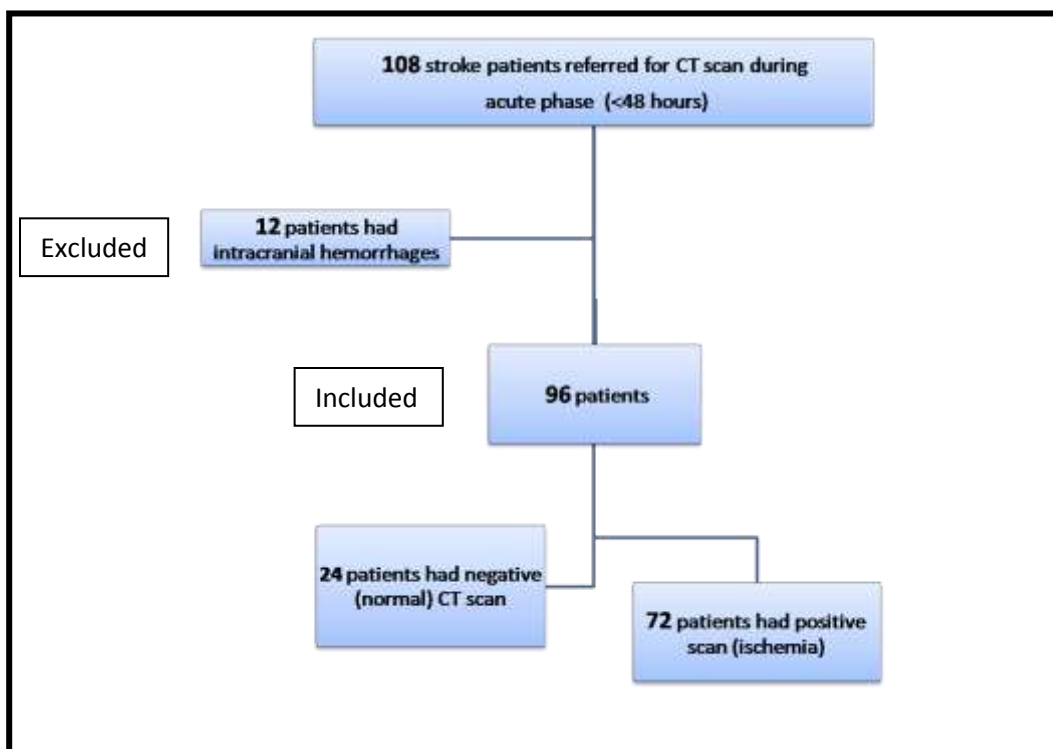 108 stroke patients referred for CT scan during
acute phase (<48 hours)
12 patients had
intracranial hemorrhages
Excluded
96 patients
Included
24 patients had negative
(normal) CT scan
72 patients had positive
scan (ischemia)